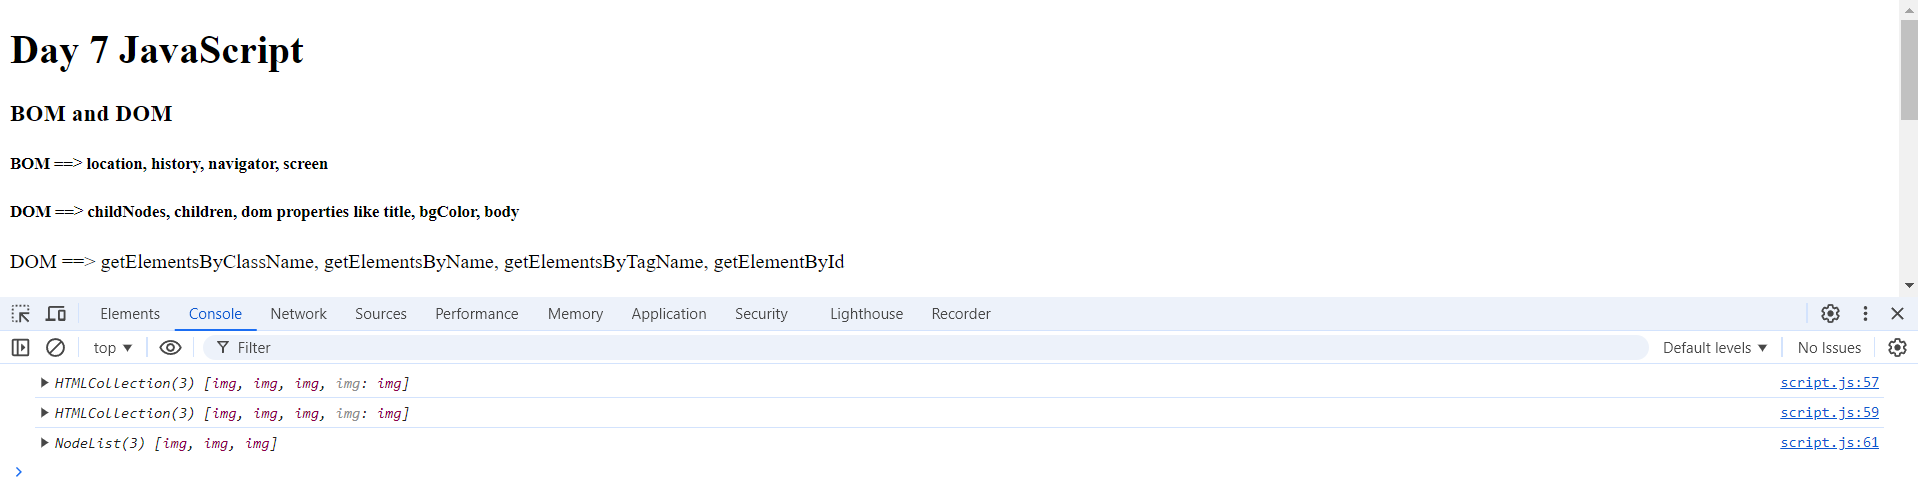 Day 7 JavaScript
BOM and DOM
BOM ==> location, history, navigator, screen
DOM ==> childNodes, children, dom properties like title, bgColor, body
DOM ==> getElementsByClassName, getElementsByName, getElementsByTagName, getElementById
Elements Console Network Sources Performance Memory Application Security Lighthouse Recorder
top Filter Default levels No Issues
HTMLCollection(3) [img, img, img, img: img] script.js:57
HTMLCollection(3) [img, img, img, img: img] script.js:59
NodeList(3) [img, img, img] script.js:61